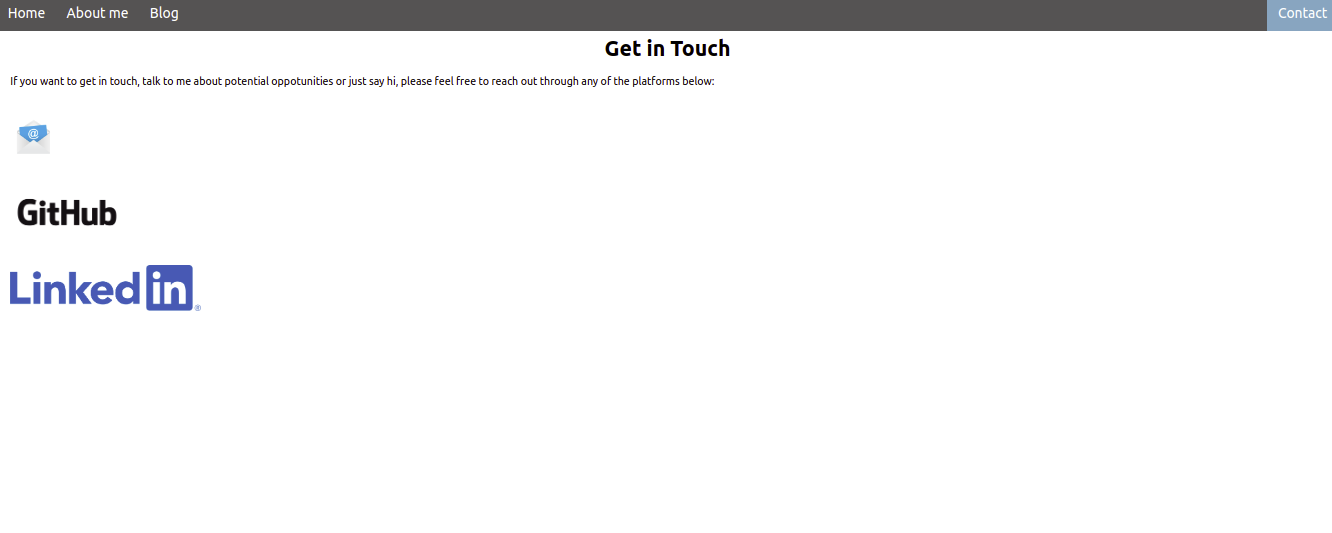 Home About me Blog Contact
Get in Touch
If you want to get in touch, talk to me about potential oppotunities or just say hi, please feel free to reach out through any of the platforms below:
@
GitHub
Linkedin®